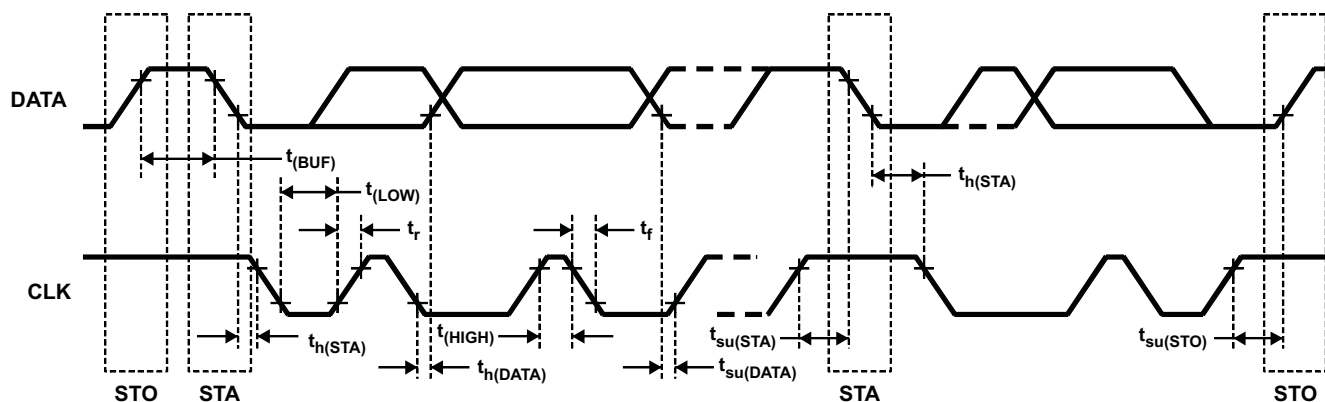 DATA
t(BUF)
t(LOW)
tr
tf
th(STA)
CLK
th(STA)
t(HIGH)
th(DATA)
tsu(DATA)
tsu(STA)
tsu(STO)
STO
STA
STA
STO